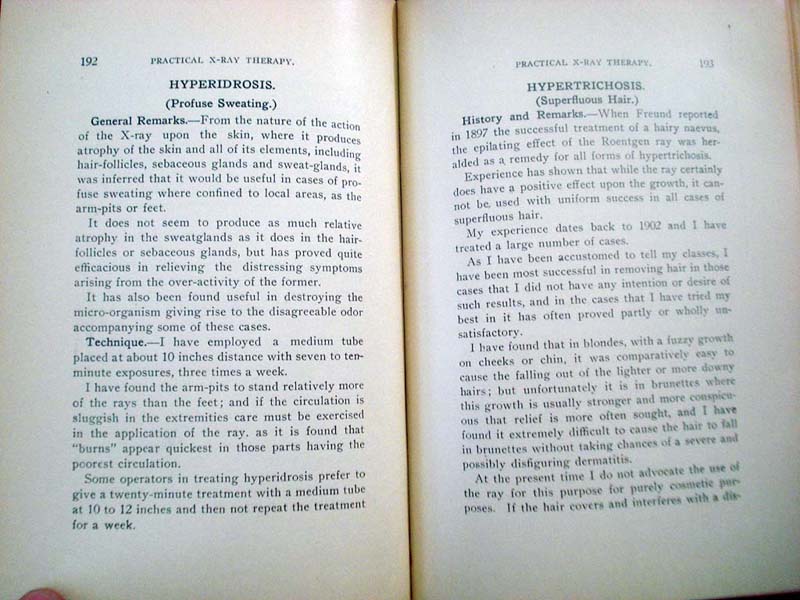 192 PRACTICAL X-RAY THERAPY.
HYPERIDROSIS.
(Profuse Sweating.)
General Remarks.—From the nature of the action
of the X-ray upon the skin, where it produces
atrophy of the skin and all of its elements, including
hair-follicles, sebaceous glands and sweat-glands, it
was inferred that it would be useful in cases of pro-
fuse sweating where confined to local areas, as the
arm-pits or feet.
It does not seem to produce as much relative
atrophy in the sweatglands as it does in the hair-
follicles or sebaceous glands, but has proved quite
efficacious in relieving the distressing symptoms
arising from the over-activity of the former.
It has also been found useful in destroying the
micro-organism giving rise to the disagreeable odor
accompanying some of these cases.
Technique.—I have employed a medium tube
placed at about 10 inches distance with seven to ten-
minute exposures, three times a week.
I have found the arm-pits to stand relatively more
of the rays than the feet; and if the circulation is
sluggish in the extremities care must be exercised
in the application of the ray. as it is found that
"burns" appear quickest in those parts having the
poorest circulation.
Some operators in treating hyperidrosis prefer to
give a twenty-minute treatment with a medium tube
at 10 to 12 inches and then not repeat the treatment
for a week.
PRACTICAL X-RAY THERAPY. 193
HYPERTRICHOSIS.
(Superfluous Hair.)
History and Remarks.—When Freund reported
in 1897 the successful treatment of a hairy naevus,
the epilating effect of the Roentgen ray was her-
alded as a remedy for all forms of hypertrichosis.
Experience has shown that while the ray certainly
does have a positive effect upon the growth, it can-
not be used with uniform success in all cases of
superfluous hair.
My experience dates back to 1902 and I have
treated a large number of cases.
As I have been accustomed to tell my classes, I
have been most successful in removing hair in those
cases that I did not have any intention or desire of
such results, and in the cases that I have tried my
best in it has often proved partly or wholly un-
satisfactory.
I have found that in blondes, with a fuzzy growth
on cheeks or chin, it was comparatively easy to
cause the falling out of the lighter or more downy
hairs; but unfortunately it is in brunettes where
this growth is usually stronger and more conspicu-
ous that relief is more often sought, and I have
found it extremely difficult to cause the hair to fall
in brunettes without taking chances of a severe and
possibly disfiguring dermatitis.
At the present time I do not advocate the use of
the ray for this purpose for purely cosmetic pur-
poses. If the hair covers and interferes with a dis-